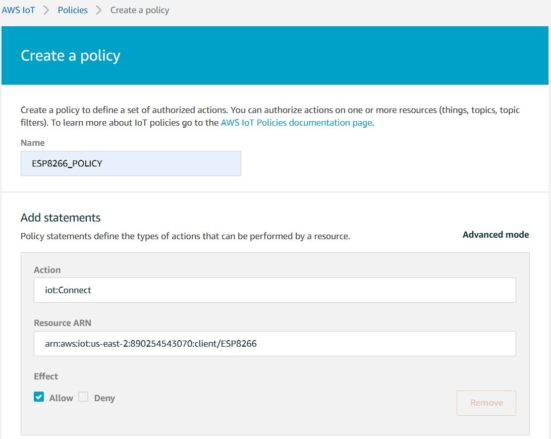 AWS IoT > Policies > Create a policy
Create a policy
Create a policy to define a set of authorized actions. You can authorize actions on one or more resources (things, topics, topic
filters). To learn more about IoT policies go to the AWS IoT Policies documentation page.
Name
ESP8266_POLICY
Add statements
Policy statements define the types of actions that can be performed by a resource.
Advanced mode
Action
iot:Connect
Resource ARN
arn:aws:iot:us-east-2:890254543070:client/ESP8266
Effect
Allow Deny
Remove